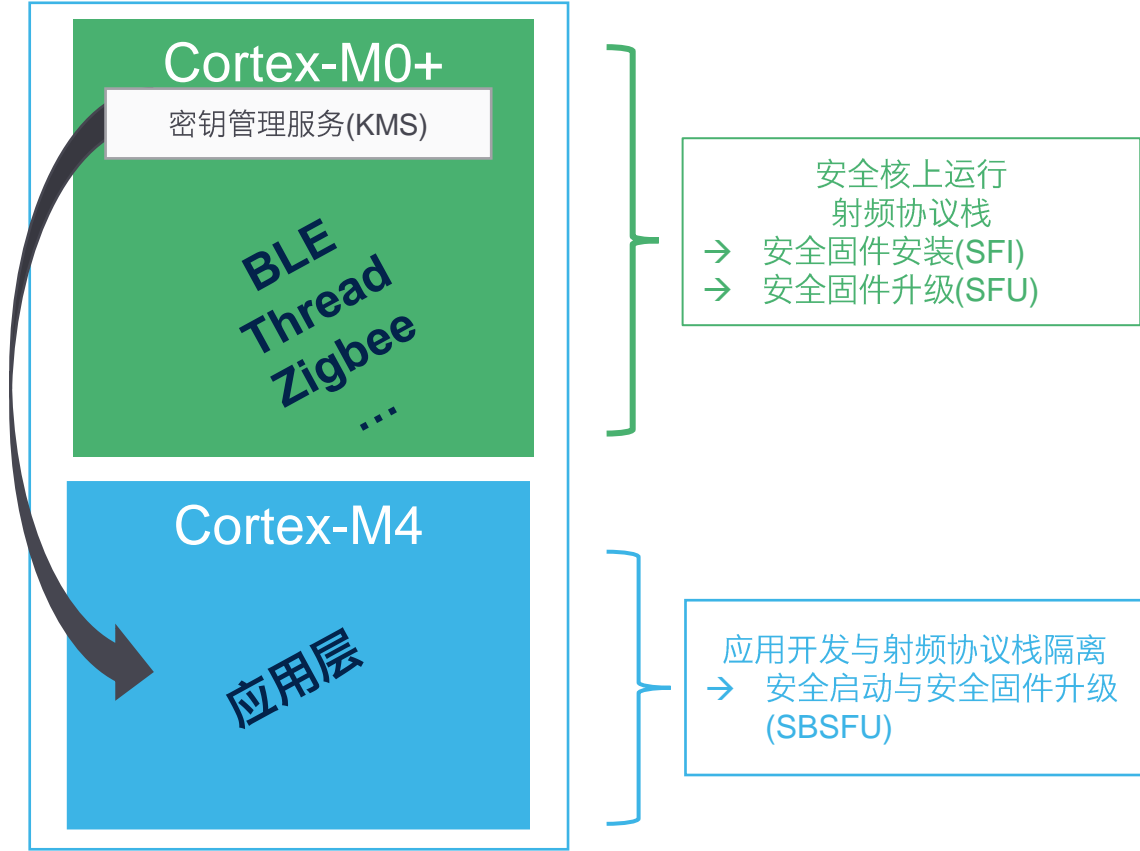 Cortex-M0+
密钥管理服务(KMS)
BLE
Thread
Zigbee
…
安全核上运行
射频协议栈
→ 安全固件安装(SFI)
→ 安全固件升级(SFU)
Cortex-M4
应用层
应用开发与射频协议栈隔离
→ 安全启动与安全固件升级
(SBSFU)